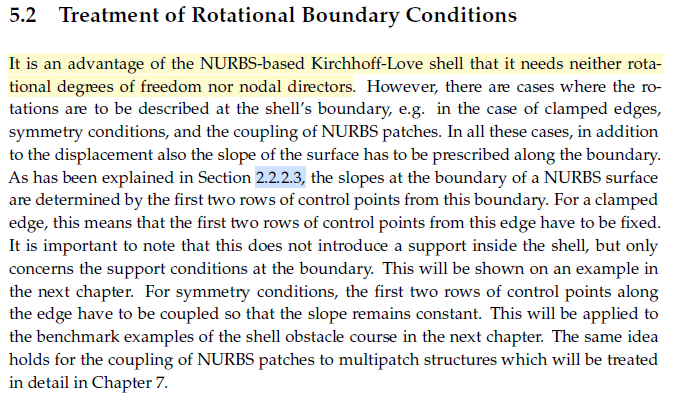 5.2 Treatment of Rotational Boundary Conditions
It is an advantage of the NURBS-based Kirchhoff-Love shell that it needs neither rota-
tional degrees of freedom nor nodal directors. However, there are cases where the ro-
tations are to be described at the shell's boundary, e.g. in the case of clamped edges,
symmetry conditions, and the coupling of NURBS patches. In all these cases, in addition
to the displacement also the slope of the surface has to be prescribed along the boundary.
As has been explained in Section 2.2.2.3, the slopes at the boundary of a NURBS surface
are determined by the first two rows of control points from this boundary. For a clamped
edge, this means that the first two rows of control points from this edge have to be fixed.
It is important to note that this does not introduce a support inside the shell, but only
concerns the support conditions at the boundary. This will be shown on an example in
the next chapter. For symmetry conditions, the first two rows of control points along
the edge have to be coupled so that the slope remains constant. This will be applied to
the benchmark examples of the shell obstacle course in the next chapter. The same idea
holds for the coupling of NURBS patches to multipatch structures which will be treated
in detail in Chapter 7.